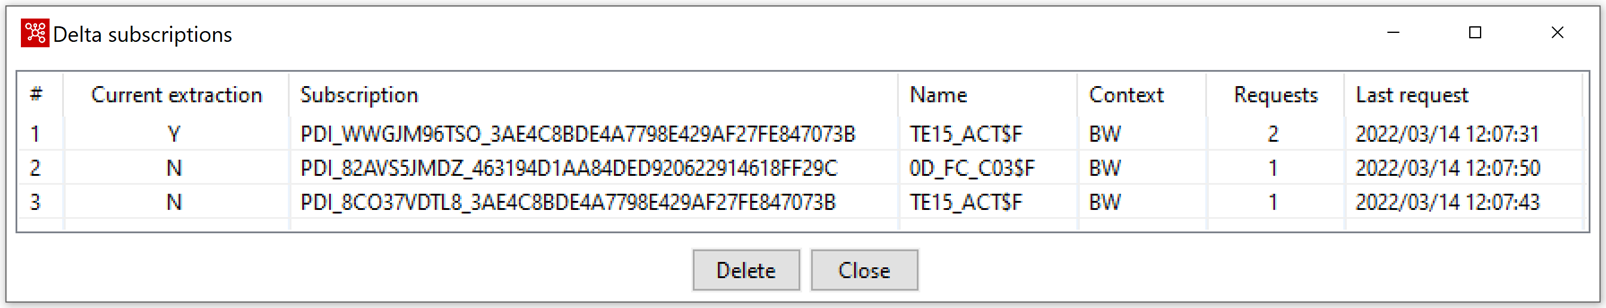 Delta subscriptions
# Current extraction Subscription Name Context Requests Last request
1 Y PDI_WWGJM96TSO_3AE4C8BDE4A7798E429AF27FE847073B TE15_ACT$F BW 2 2022/03/14 12:07:31
2 N PDI_82AVS5JMDZ_463194D1AA84DED920622914618FF29C 0D_FC_C03$F BW 1 2022/03/14 12:07:50
3 N PDI_8CO37VDTL8_3AE4C8BDE4A7798E429AF27FE847073B TE15_ACT$F BW 1 2022/03/14 12:07:43
Delete Close